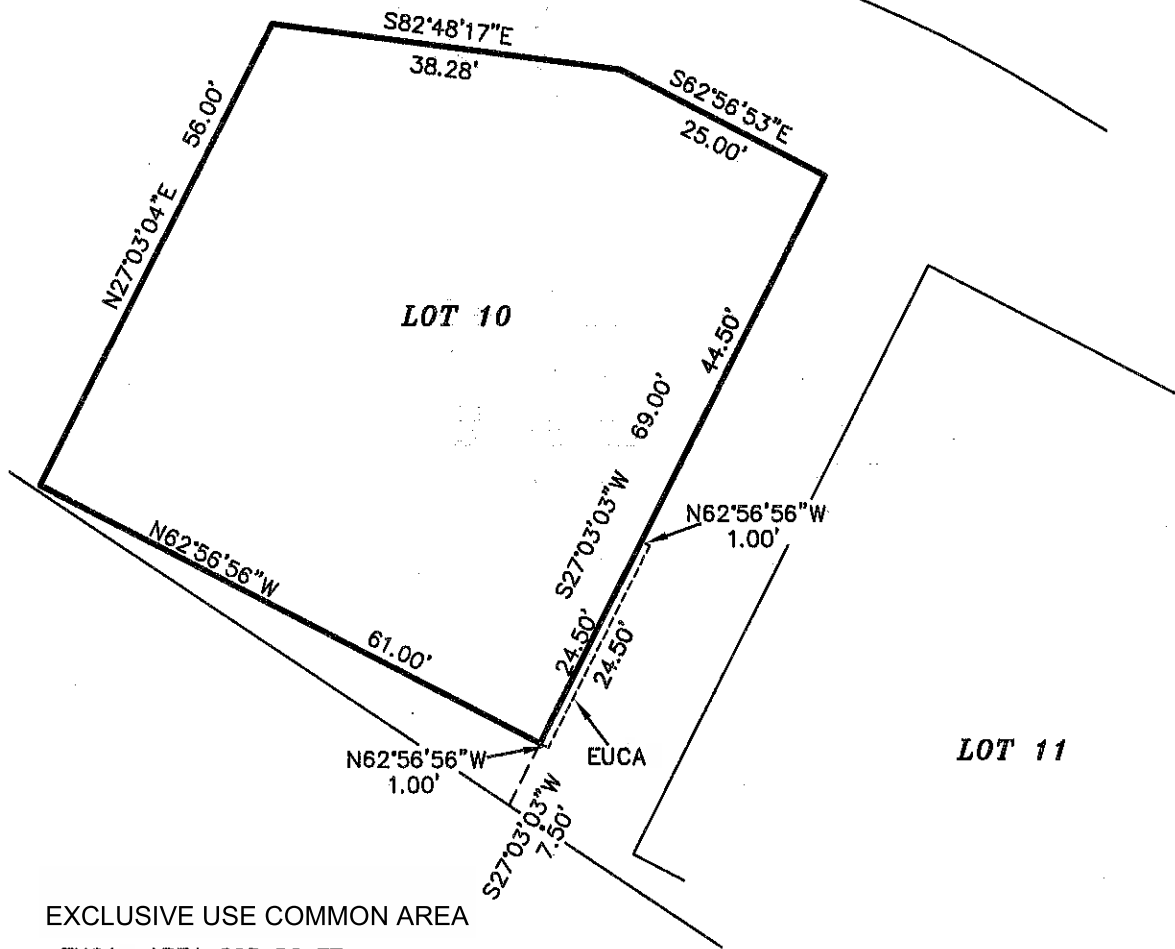 S82°48'17"E
38.28'
S62°56'53"E
25.00'
56.00'
N27°03'04"E
LOT 10
44.50'
69.00'
S27°03'03"W
N62°56'56"W
1.00'
N62°56'56"W
61.00'
24.50'
24.50'
N62°56'56"W
1.00'
EUCA
LOT 11
S27°03'03"W
7.50'
EXCLUSIVE USE COMMON AREA